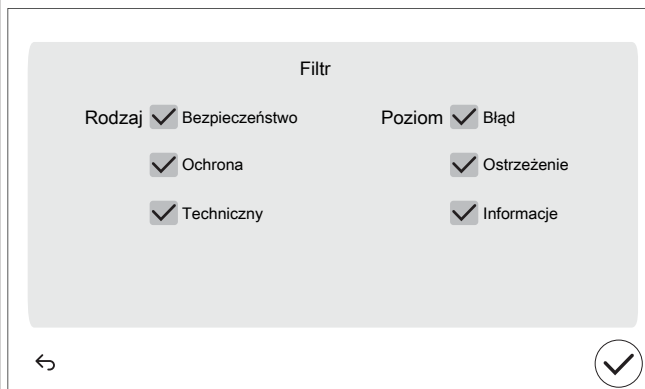 Filtr
Rodzaj Bezpieczeństwo Poziom Błąd
Ochrona Ostrzeżenie
Techniczny Informacje